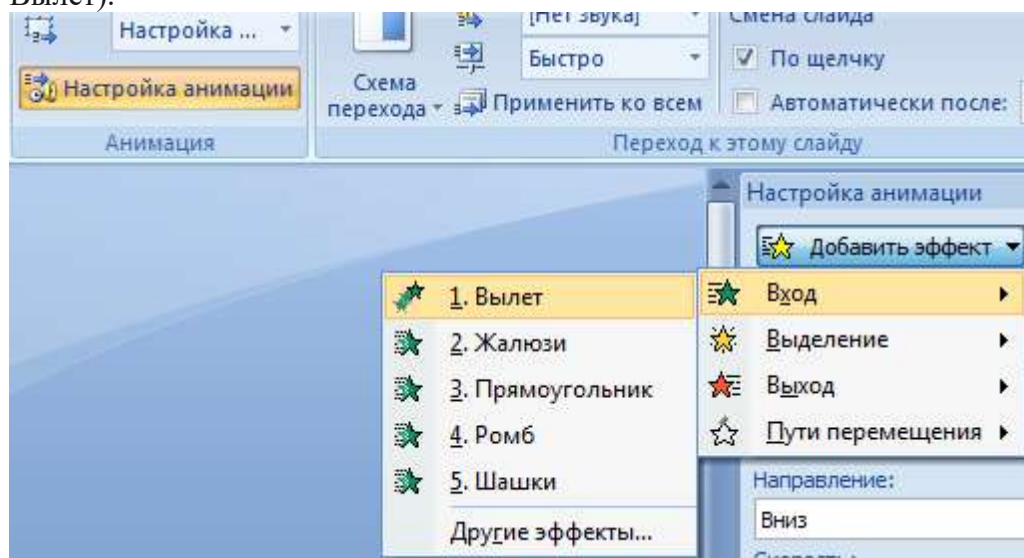 Вылет).
Настройка ...
[Нет звука]
Смена слайда
Быстро
По щелчку
Настройка анимации
Схема перехода
Применить ко всем
Автоматически после:
Анимация
Переход к этому слайду
Настройка анимации
Добавить эффект
1. Вылет
2. Жалюзи
3. Прямоугольник
4. Ромб
5. Шашки
Другие эффекты...
Вход
Выделение
Выход
Пути перемещения
Направление:
Вниз
Скорость: